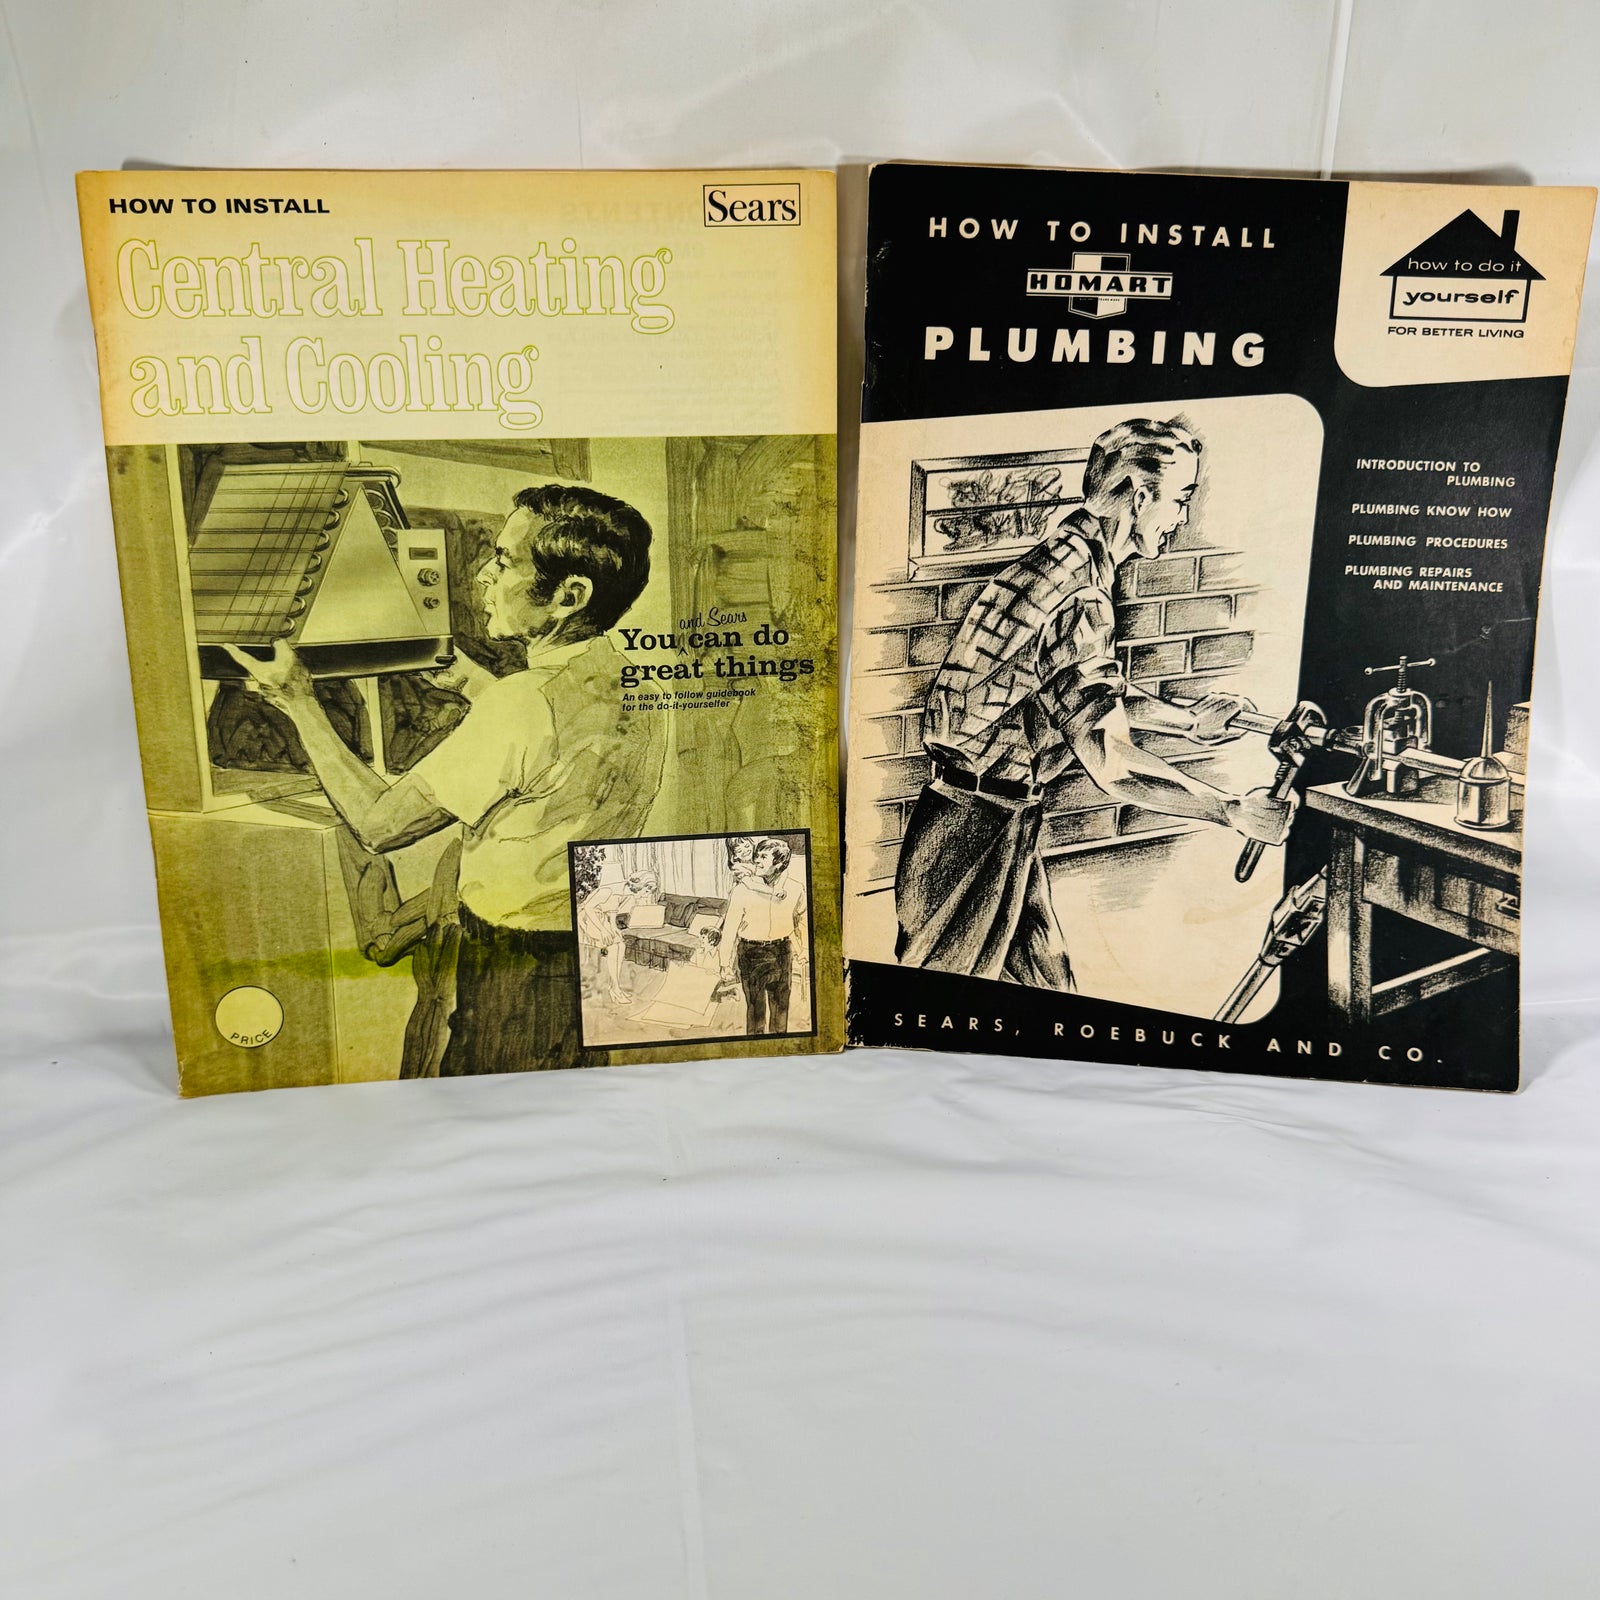 HOW TO INSTALL
Sears
Central Heating
and Cooling
and Sears
You can do
great things
An easy to follow guidebook
for the do-it-yourselfer
PRICE
HOW TO INSTALL
HOMART
PLUMBING
how to do it
yourself
FOR BETTER LIVING
INTRODUCTION TO
PLUMBING
PLUMBING KNOW HOW
PLUMBING PROCEDURES
PLUMBING REPAIRS
AND MAINTENANCE
SEARS, ROEBUCK AND CO.